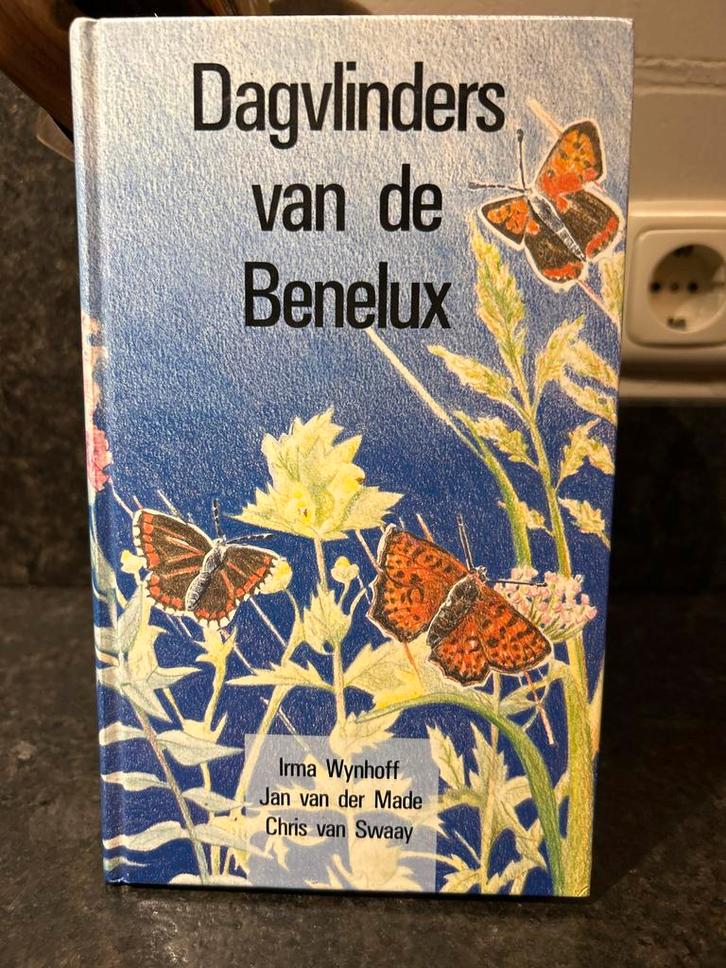 Dagvlinders
van de
Benelux
Irma Wynhoff
Jan van der Made
Chris van Swaay